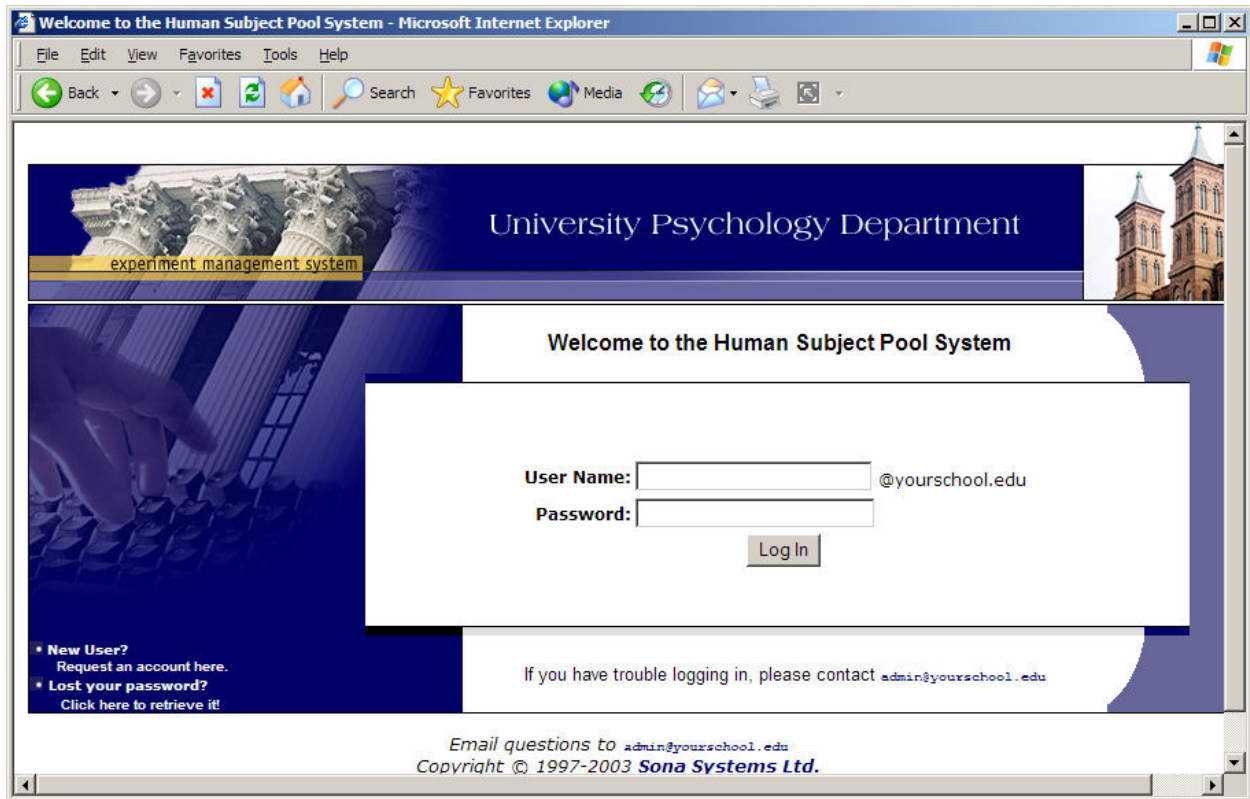 Welcome to the Human Subject Pool System - Microsoft Internet Explorer
File Edit View Favorites Tools Help
Back Search Favorites Media
University Psychology Department
experiment management system
Welcome to the Human Subject Pool System
User Name: @yourschool.edu
Password:
Log In
New User?
Request an account here.
Lost your password?
Click here to retrieve it!
If you have trouble logging in, please contact admin@yourschool.edu
Email questions to admin@yourschool.edu
Copyright © 1997-2003 Sona Systems Ltd.